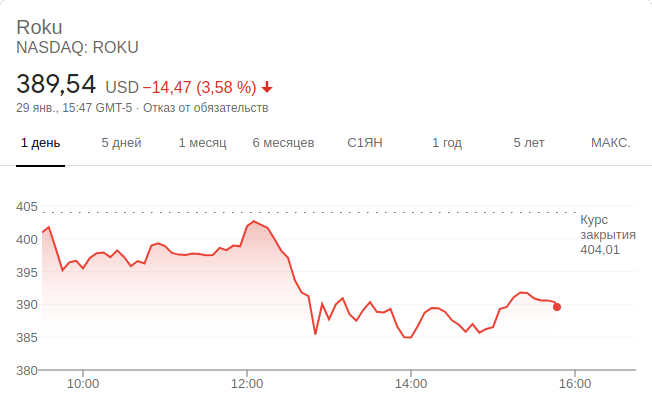 Roku
NASDAQ: ROKU
389,54 USD −14,47 (3,58 %)
29 янв., 15:47 GMT-5 · Отказ от обязательств
1 день 5 дней 1 месяц 6 месяцев С1ЯН 1 год 5 лет МАКС.
405
400
395
390
385
380
Курс
закрытия
404,01
10:00 12:00 14:00 16:00